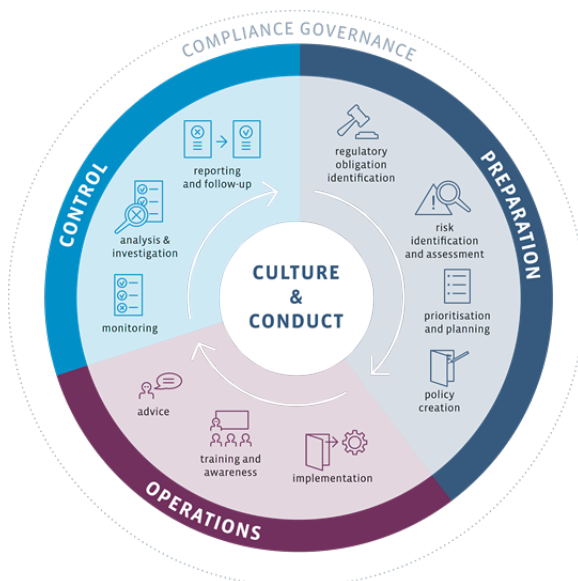 COMPLIANCE GOVERNANCE
PREPARATION
regulatory
obligation
identification
risk
identification
and assessment
prioritisation
and planning
policy
creation
OPERATIONS
implementation
training and
awareness
advice
CONTROL
monitoring
analysis &
investigation
reporting
and follow-up
CULTURE
&
CONDUCT